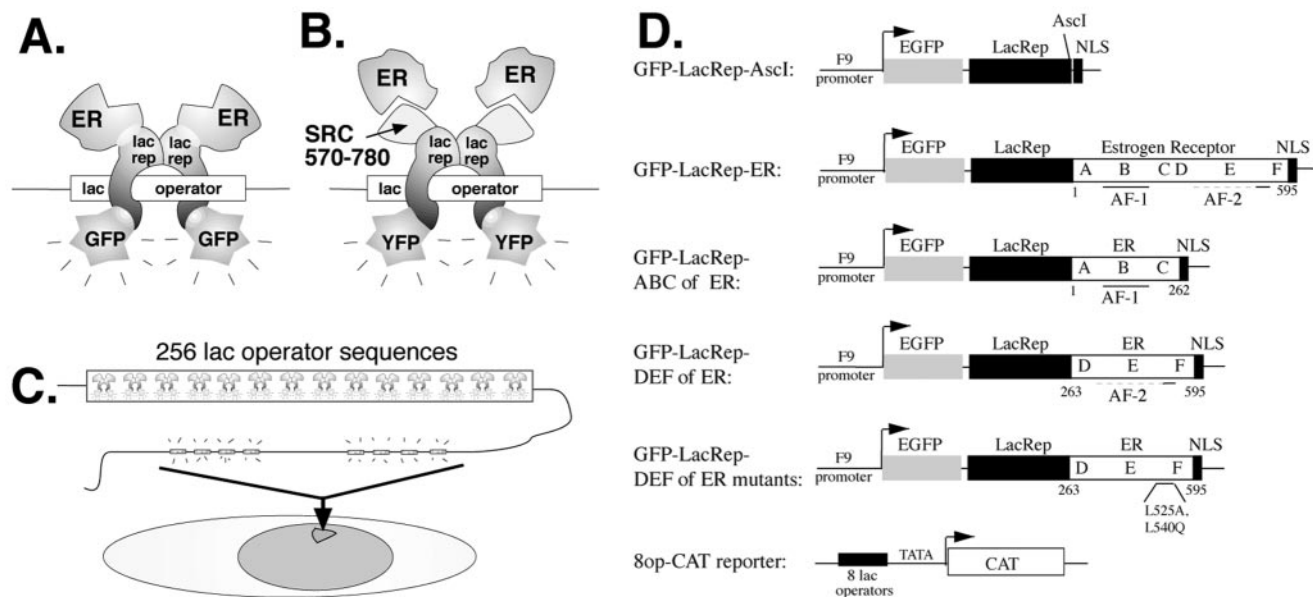 A.
ER
ER
lac rep
lac rep
lac
operator
GFP
GFP
B.
ER
ER
SRC
570-780
lac rep
lac rep
lac
operator
YFP
YFP
C.
256 lac operator sequences
D.
GFP-LacRep-AscI:
F9
promoter
EGFP
LacRep
AscI
NLS
GFP-LacRep-ER:
F9
promoter
EGFP
LacRep
Estrogen Receptor
NLS
A B C D E F
1
AF-1
AF-2
595
GFP-LacRep-
ABC of ER:
F9
promoter
EGFP
LacRep
ER
NLS
A B C
1
AF-1
262
GFP-LacRep-
DEF of ER:
F9
promoter
EGFP
LacRep
ER
NLS
D E F
263
AF-2
595
GFP-LacRep-
DEF of ER mutants:
F9
promoter
EGFP
LacRep
ER
NLS
D E F
263
595
L525A,
L540Q
8op-CAT reporter:
8 lac
operators
TATA
CAT